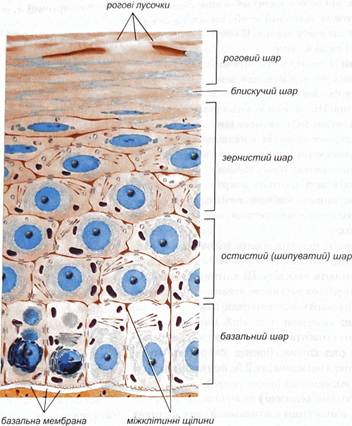 рогові лусочки
роговий шар
блискучий шар
зернистий шар
остистий (шипуватий) шар
базальний шар
базальна мембрана
міжклітинні щілини